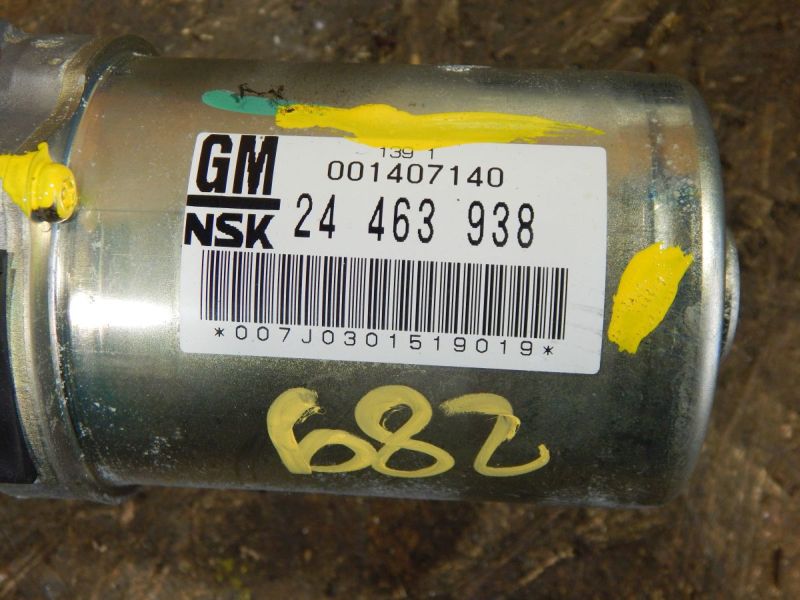 139 1
GM 001407140
NSK 24 463 938
*007J0301519019*
682